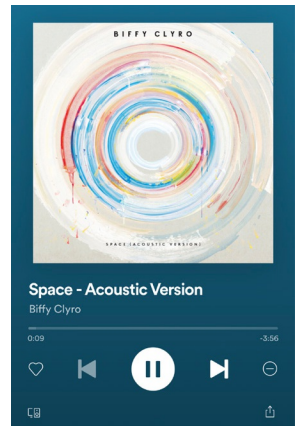 BIFFY CLYRO
SPACE (ACOUSTIC VERSION)
Space - Acoustic Version
Biffy Clyro
0:09 -3:56